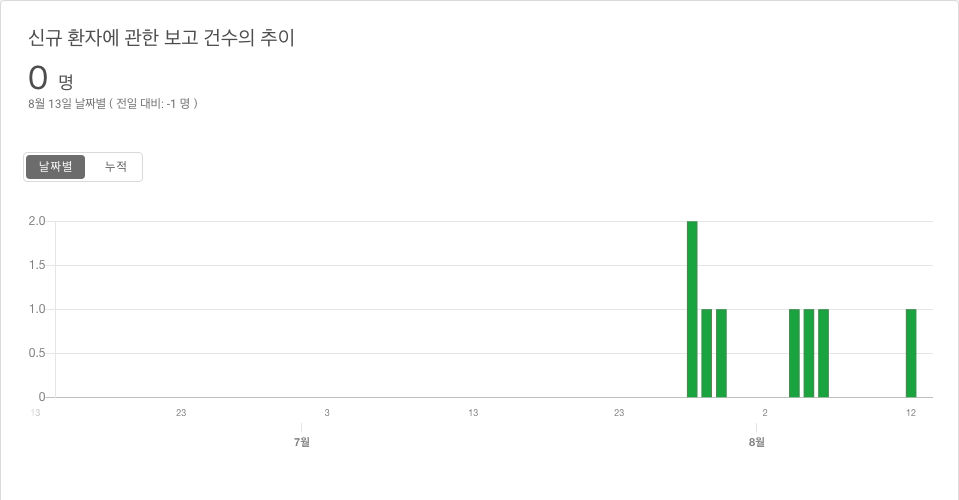 신규 환자에 관한 보고 건수의 추이
0 명
8월 13일 날짜별 ( 전일 대비: -1 명 )
날짜별 누적
2.0
1.5
1.0
0.5
0
13 23 3 13 23 2 12
7월 8월